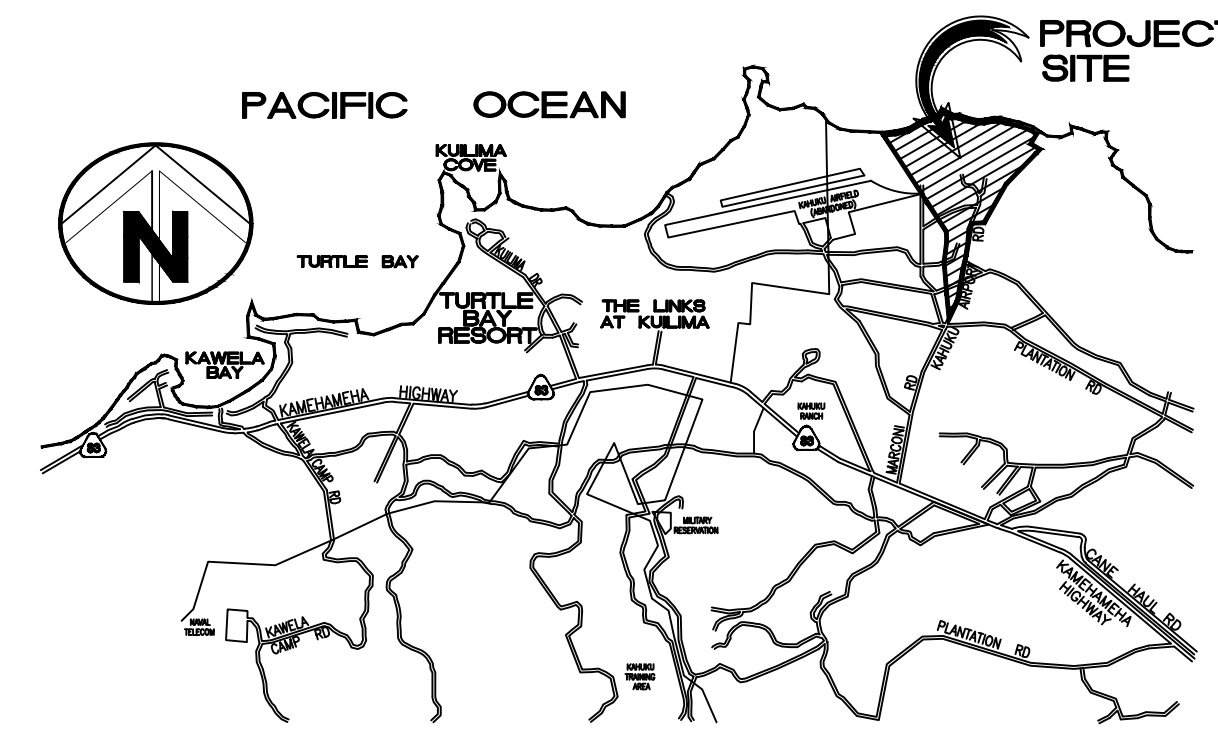 PROJECT
SITE
PACIFIC OCEAN
KUILIMA
COVE
N
KAHUKU AIRFIELD
(ABANDONED)
TURTLE BAY
KUILIMA DR
AIRPORT RD
TURTLE
BAY
RESORT
THE LINKS
AT KUILIMA
KAWELA
BAY
KAHUKU
PLANTATION RD
KAMEHAMEHA HIGHWAY
83
KAHUKU
RANCH
MARCONI RD
83
83
KAWELA CAMP RD
MILITARY
RESERVATION
CANE HAUL RD
KAMEHAMEHA
HIGHWAY
NAVAL
TELECOM
KAWELA
CAMP RD
PLANTATION RD
KAHUKU
TRAINING
AREA